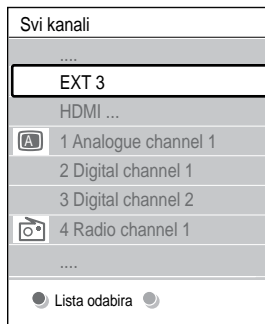 Svi kanali
....
EXT 3
HDMI ...
A 1 Analogue channel 1
2 Digital channel 1
3 Digital channel 2
4 Radio channel 1
....
Lista odabira